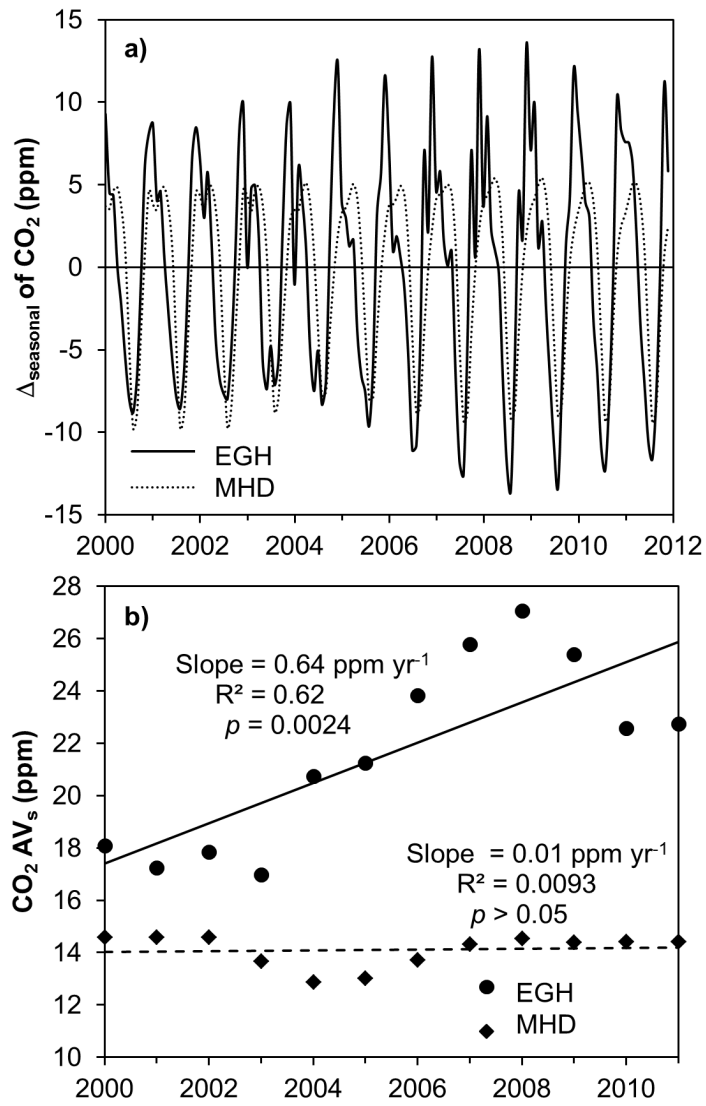 a)
Δseasonal of CO2 (ppm)
15
10
5
0
-5
-10
-15
EGH
MHD
2000 2002 2004 2006 2008 2010 2012
b)
CO2 AVs (ppm)
28
26
24
22
20
18
16
14
12
10
Slope = 0.64 ppm yr-1
R² = 0.62
p = 0.0024
Slope = 0.01 ppm yr-1
R² = 0.0093
p > 0.05
EGH
MHD
2000 2002 2004 2006 2008 2010